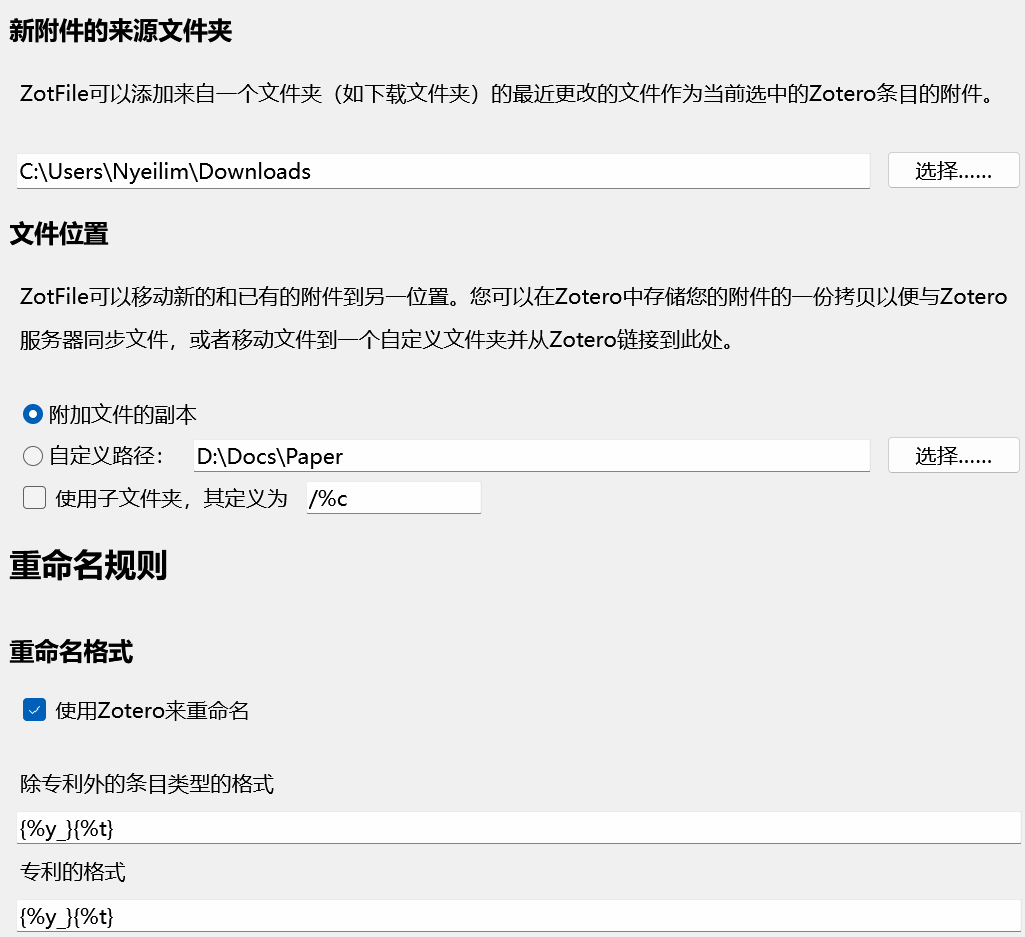 新附件的来源文件夹
ZotFile可以添加来自一个文件夹（如下载文件夹）的最近更改的文件作为当前选中的Zotero条目的附件。
C:\Users\Nyeilim\Downloads
选择......
文件位置
ZotFile可以移动新的和已有的附件到另一位置。您可以在Zotero中存储您的附件的一份拷贝以便与Zotero
服务器同步文件，或者移动文件到一个自定义文件夹并从Zotero链接到此处。
附加文件的副本
自定义路径：
D:\Docs\Paper
选择......
使用子文件夹，其定义为
/%c
重命名规则
重命名格式
使用Zotero来重命名
除专利外的条目类型的格式
{%y_}{%t}
专利的格式
{%y_}{%t}